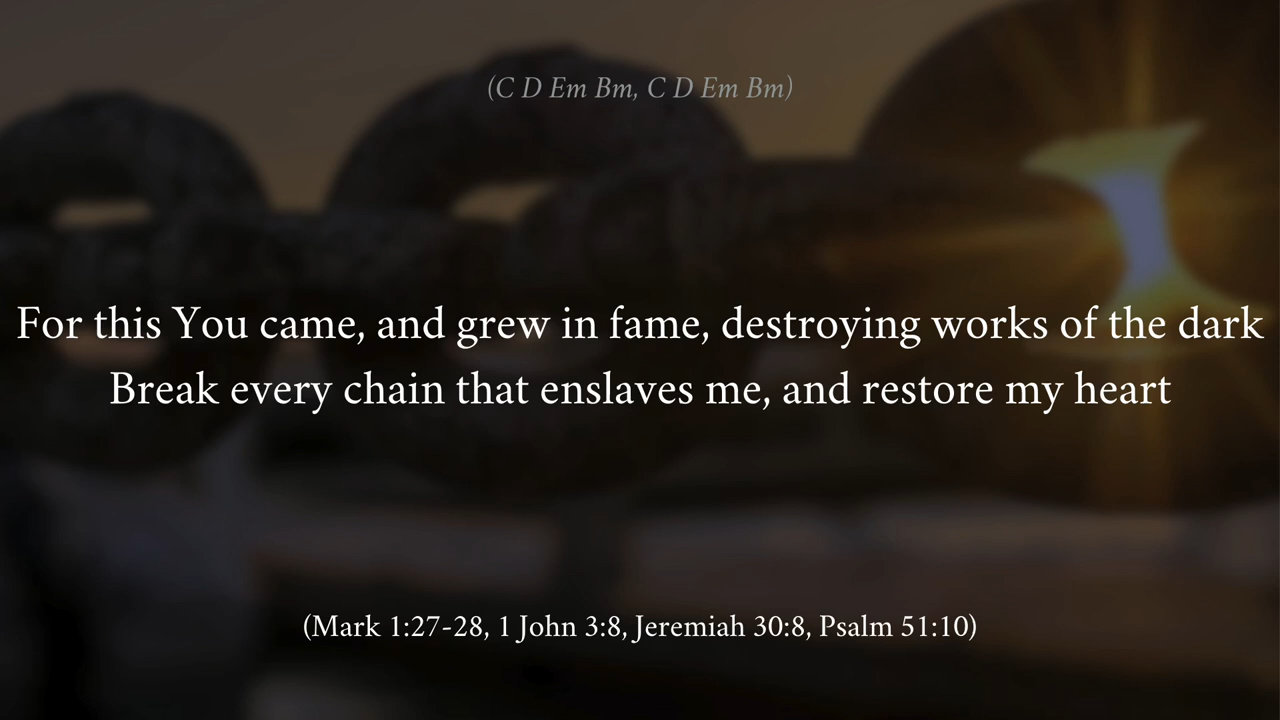 (C D Em Bm, C D Em Bm)
For this You came, and grew in fame, destroying works of the dark
Break every chain that enslaves me, and restore my heart
(Mark 1:27-28, 1 John 3:8, Jeremiah 30:8, Psalm 51:10)